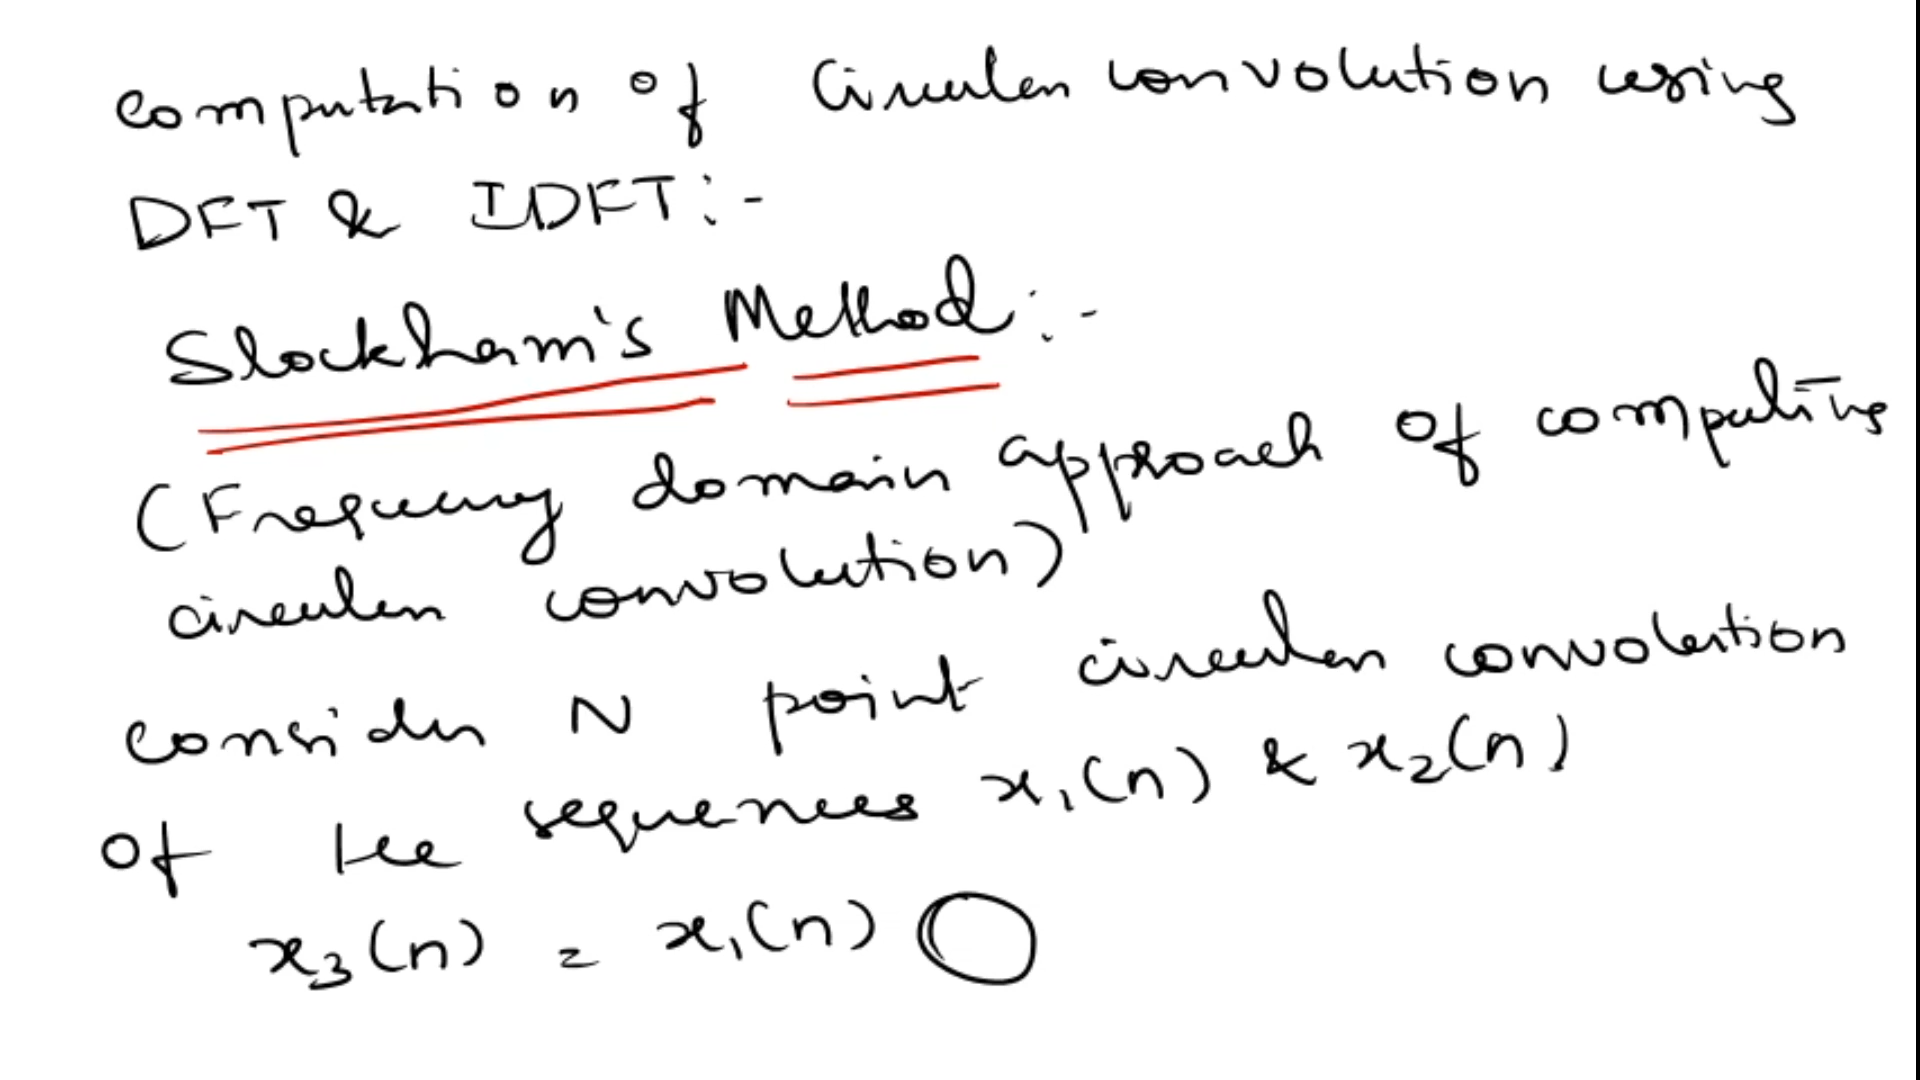 computation of Circular convolution using
DFT & IDFT:-
Stockham's Method:-
(Frequency domain approach of computing
circular convolution)
consider N point circular convolution
of the sequences x₁(n) & x₂(n)
x₃(n) = x₁(n) ◯